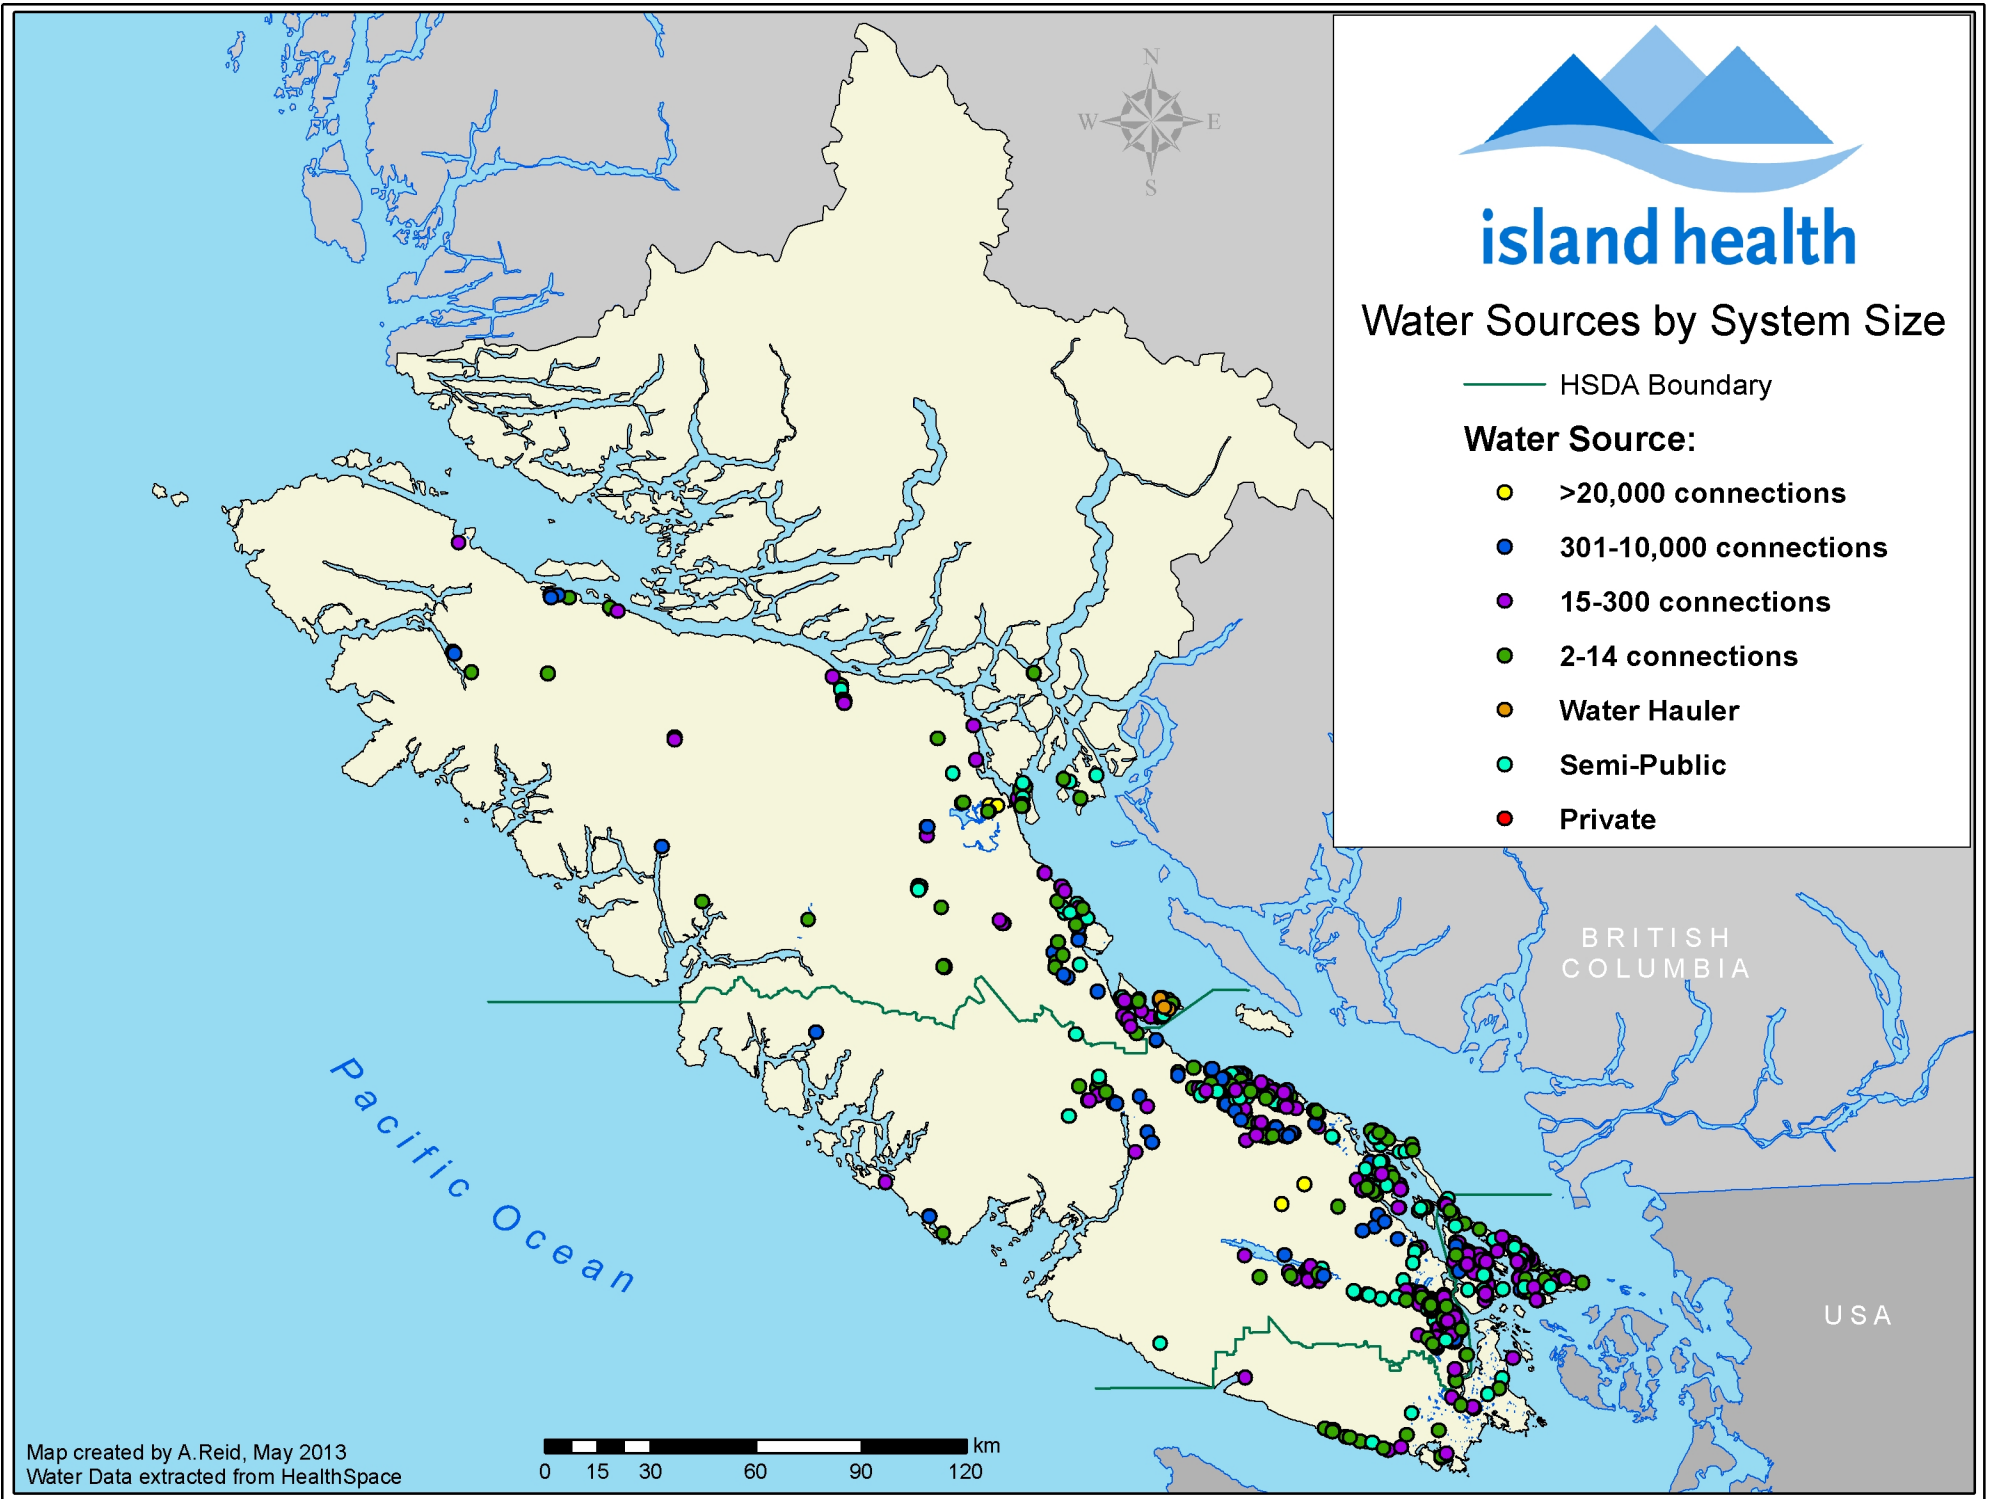 N
W E
S
island health
Water Sources by System Size
HSDA Boundary
Water Source:
>20,000 connections
301-10,000 connections
15-300 connections
2-14 connections
Water Hauler
Semi-Public
Private
BRITISH
COLUMBIA
USA
Pacific Ocean
Map created by A.Reid, May 2013
Water Data extracted from HealthSpace
km
0 15 30 60 90 120